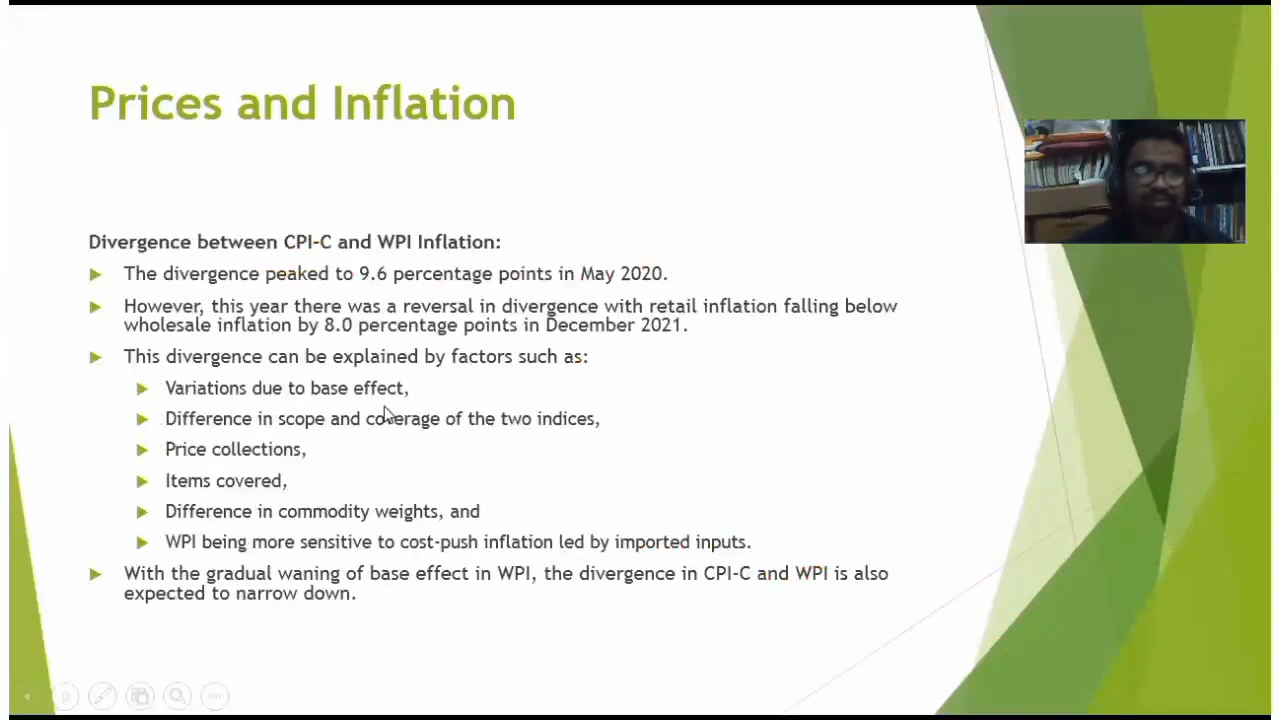 Prices and Inflation
Divergence between CPI-C and WPI Inflation:
The divergence peaked to 9.6 percentage points in May 2020.
However, this year there was a reversal in divergence with retail inflation falling below
wholesale inflation by 8.0 percentage points in December 2021.
This divergence can be explained by factors such as:
Variations due to base effect,
Difference in scope and coverage of the two indices,
Price collections,
Items covered,
Difference in commodity weights, and
WPI being more sensitive to cost-push inflation led by imported inputs.
With the gradual waning of base effect in WPI, the divergence in CPI-C and WPI is also
expected to narrow down.